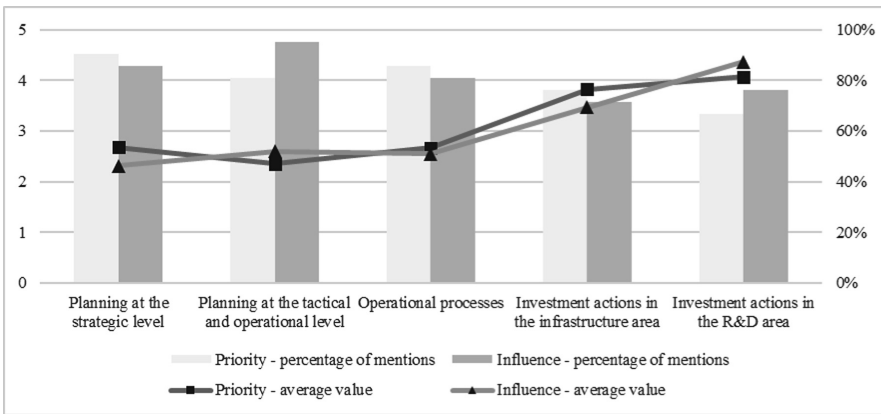 5
4
3
2
1
0
100%
80%
60%
40%
20%
0%
Planning at the
strategic level
Planning at the tactical
and operational level
Operational processes
Investment actions in
the infrastructure area
Investment actions in
the R&D area
Priority - percentage of mentions
Influence - percentage of mentions
Priority - average value
Influence - average value